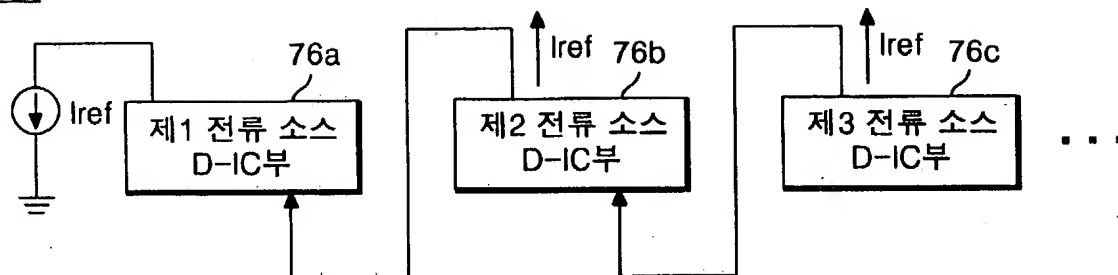 Iref
76a
제1 전류 소스
D-IC부
Iref
76b
제2 전류 소스
D-IC부
Iref
76c
제3 전류 소스
D-IC부